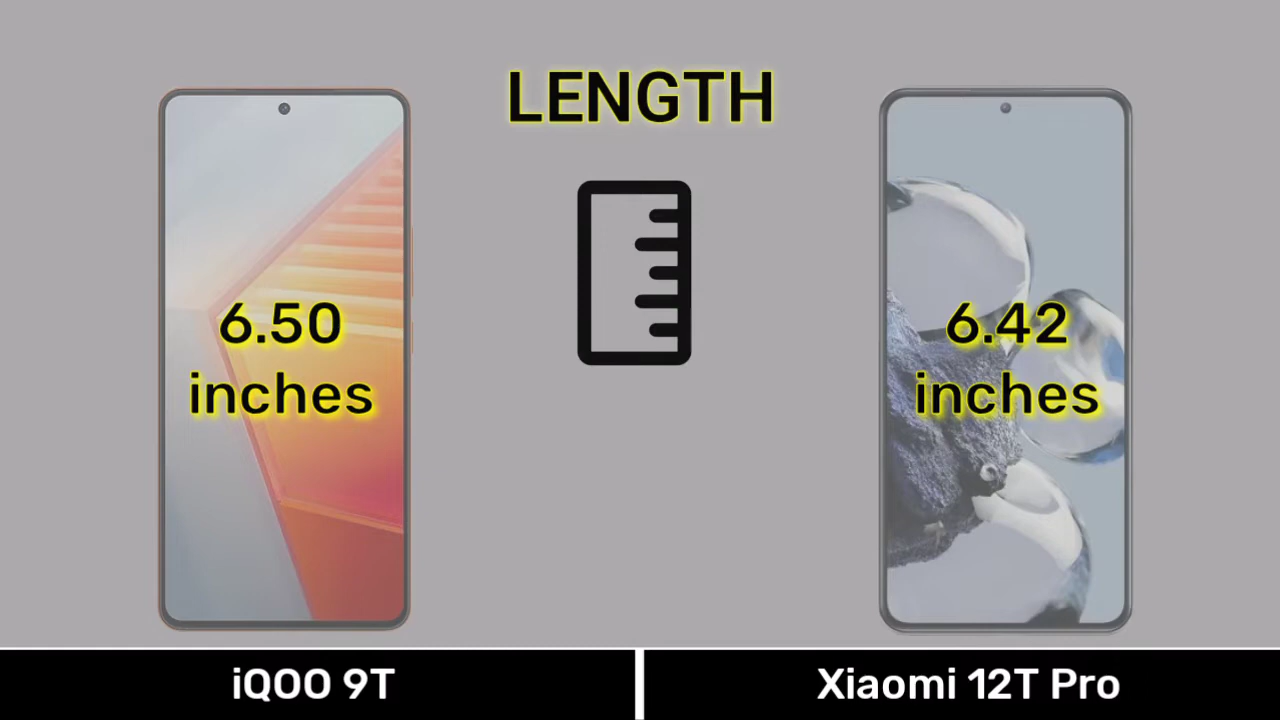 LENGTH
6.50
inches
6.42
inches
iQOO 9T
Xiaomi 12T Pro